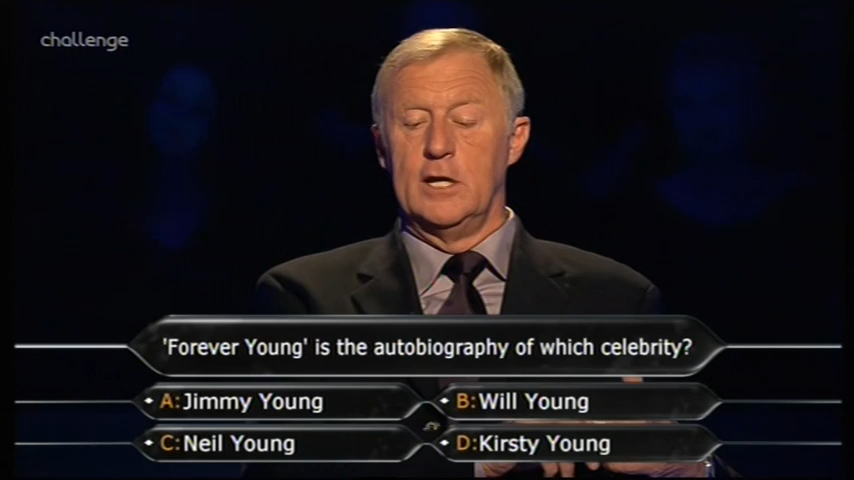 challenge
'Forever Young' is the autobiography of which celebrity?
A: Jimmy Young
B: Will Young
C: Neil Young
D: Kirsty Young